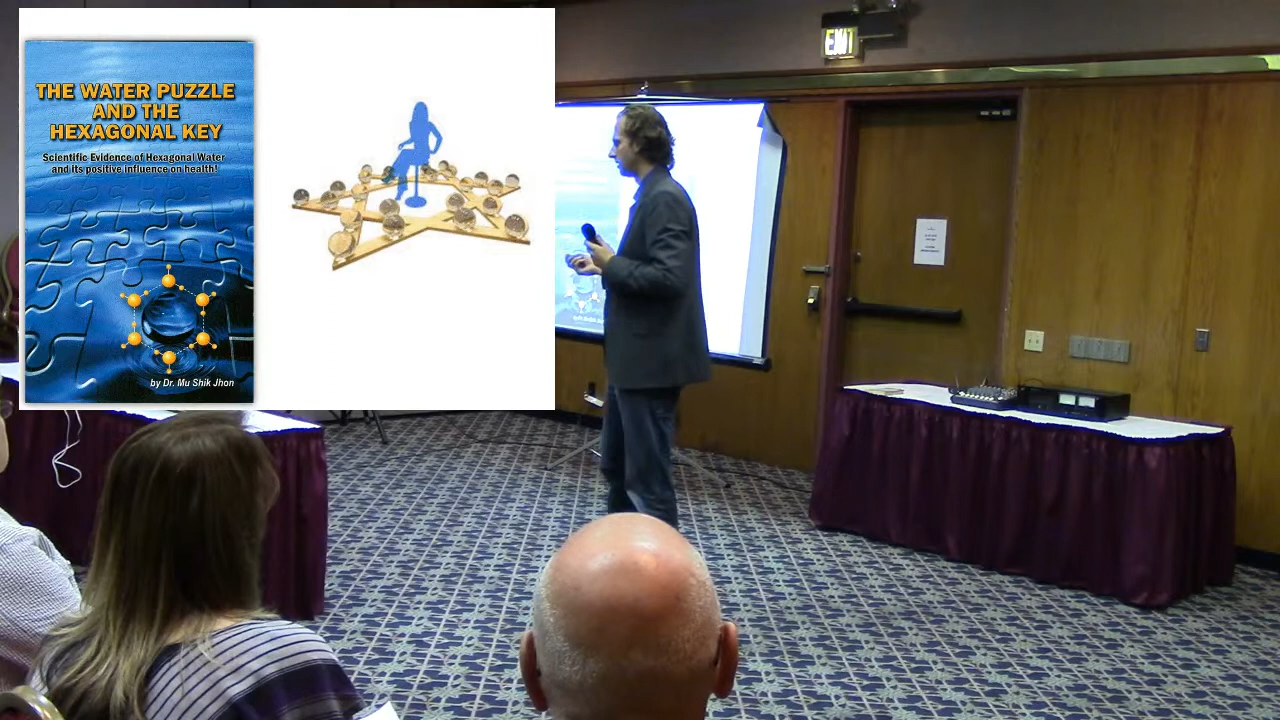 THE WATER PUZZLE
AND THE
HEXAGONAL KEY
Scientific Evidence of Hexagonal Water
and its positive influence on health!
by Dr. Mu Shik Jhon
EXIT